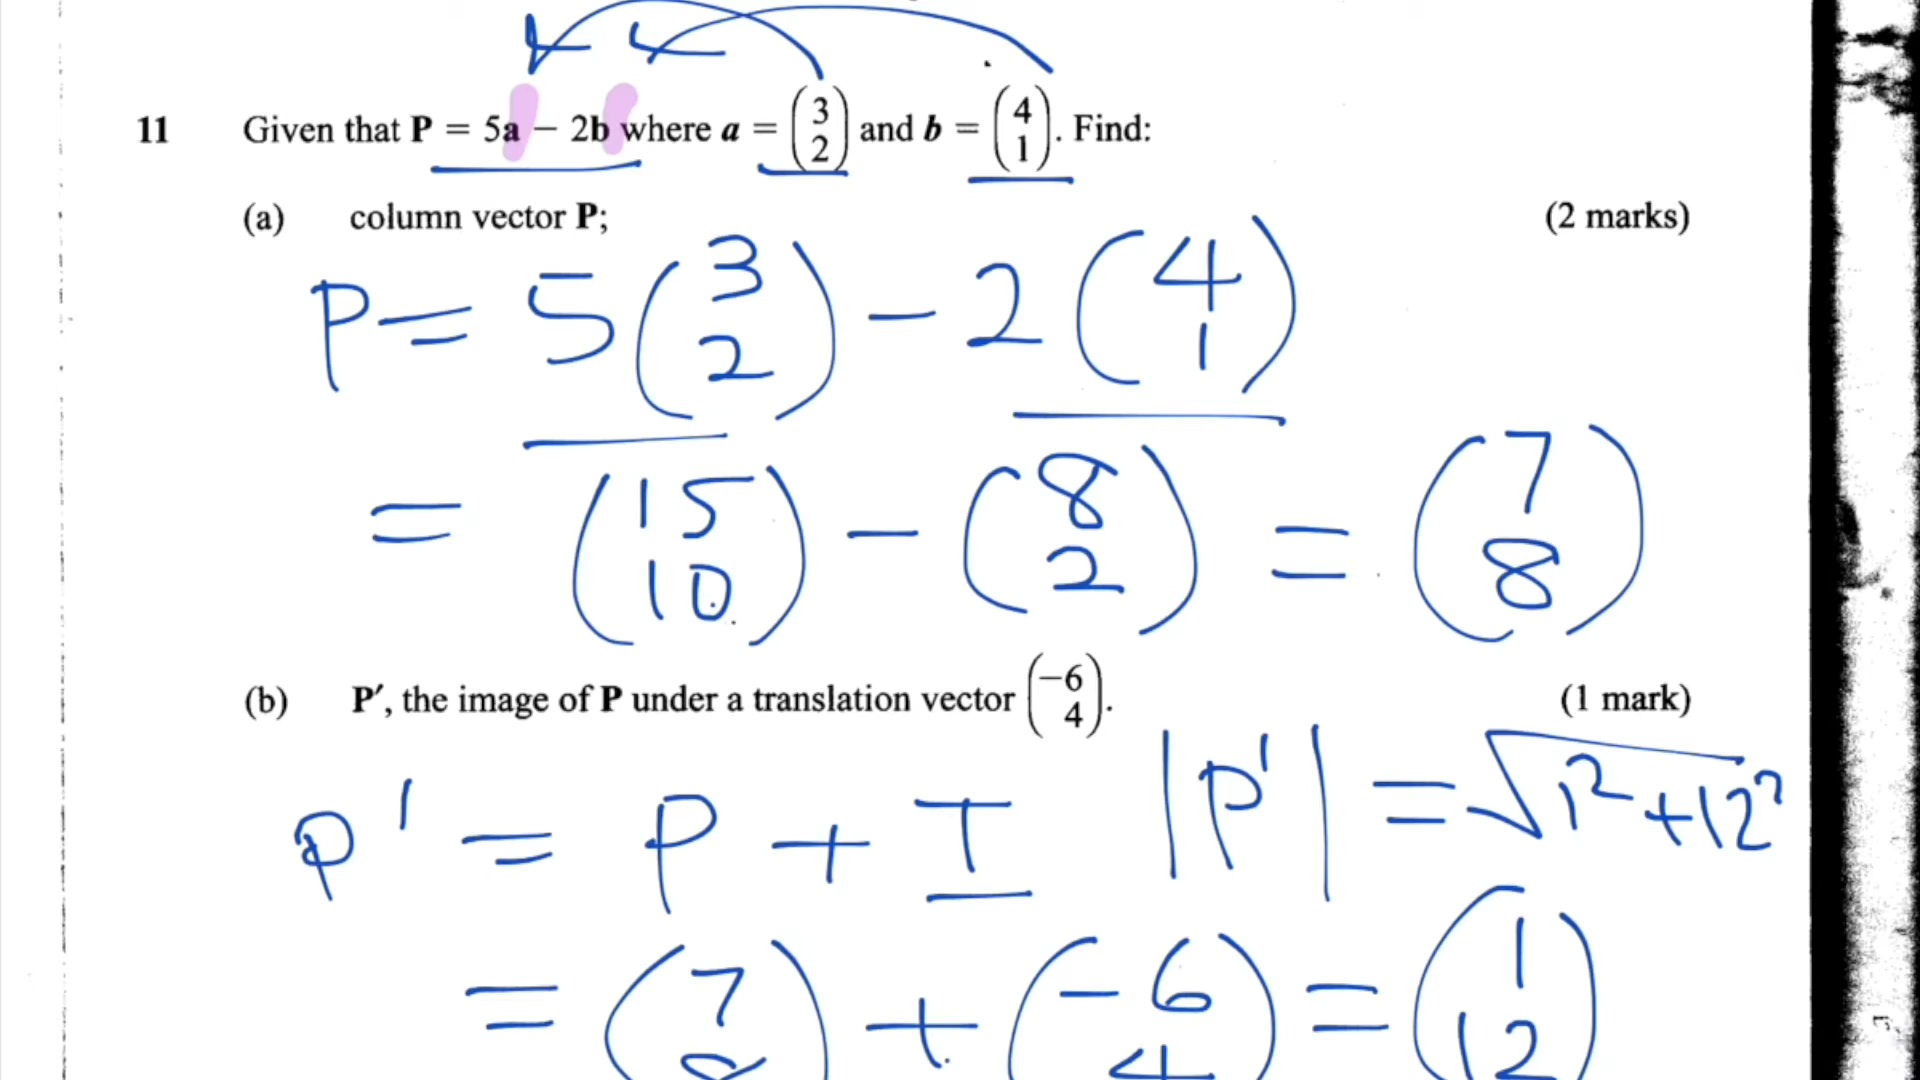 11 Given that P = 5a − 2b where a = (3 2) and b = (4 1). Find:
(a) column vector P; (2 marks)
P = 5(3 2) − 2(4 1)
= (15 10) − (8 2) = (7 8)
(b) P′, the image of P under a translation vector (−6 4). (1 mark)
P' = P + T |P'| = √1² + 12²
= (7 8) + (−6 4) = (1 12)